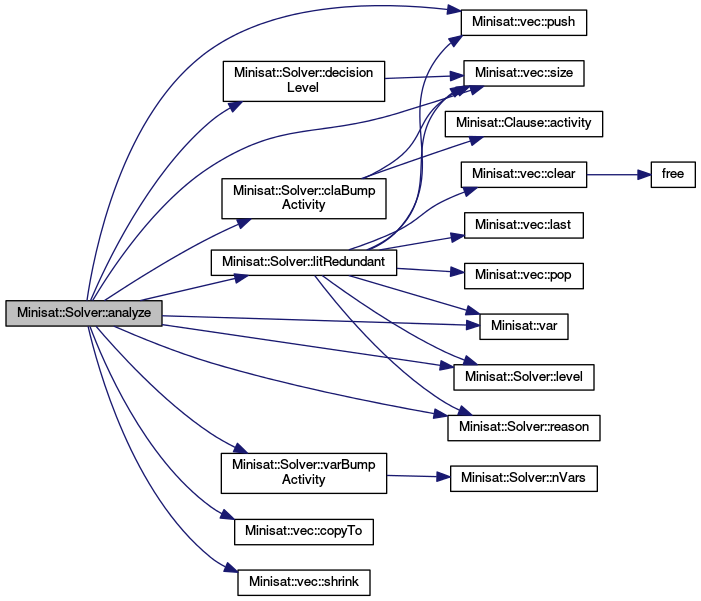 Minisat::vec::push
Minisat::Solver::decision
Level
Minisat::vec::size
Minisat::Clause::activity
Minisat::Solver::claBump
Activity
Minisat::vec::clear
free
Minisat::vec::last
Minisat::Solver::litRedundant
Minisat::vec::pop
Minisat::Solver::analyze
Minisat::var
Minisat::Solver::level
Minisat::Solver::reason
Minisat::Solver::varBump
Activity
Minisat::Solver::nVars
Minisat::vec::copyTo
Minisat::vec::shrink